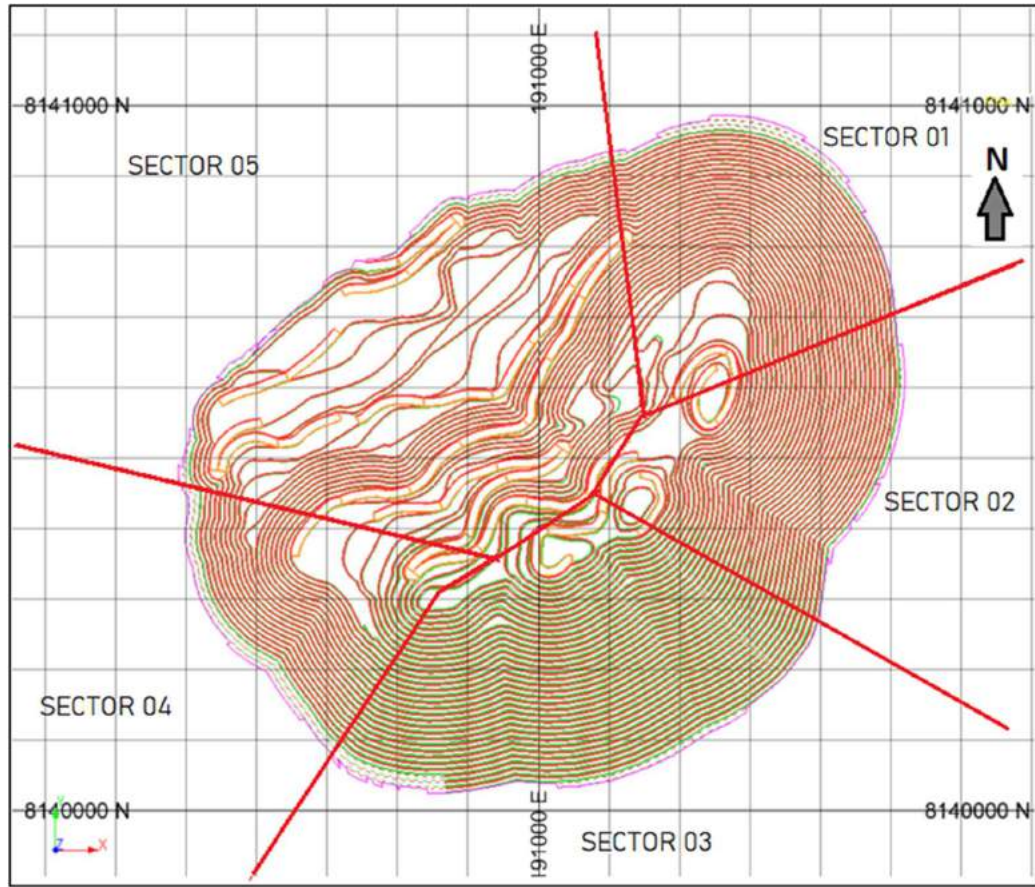 191000 E
8141000 N
8141000 N
SECTOR 01
SECTOR 05
N
SECTOR 02
SECTOR 04
8140000 N
8140000 N
191000 E
SECTOR 03
Y
Z
X